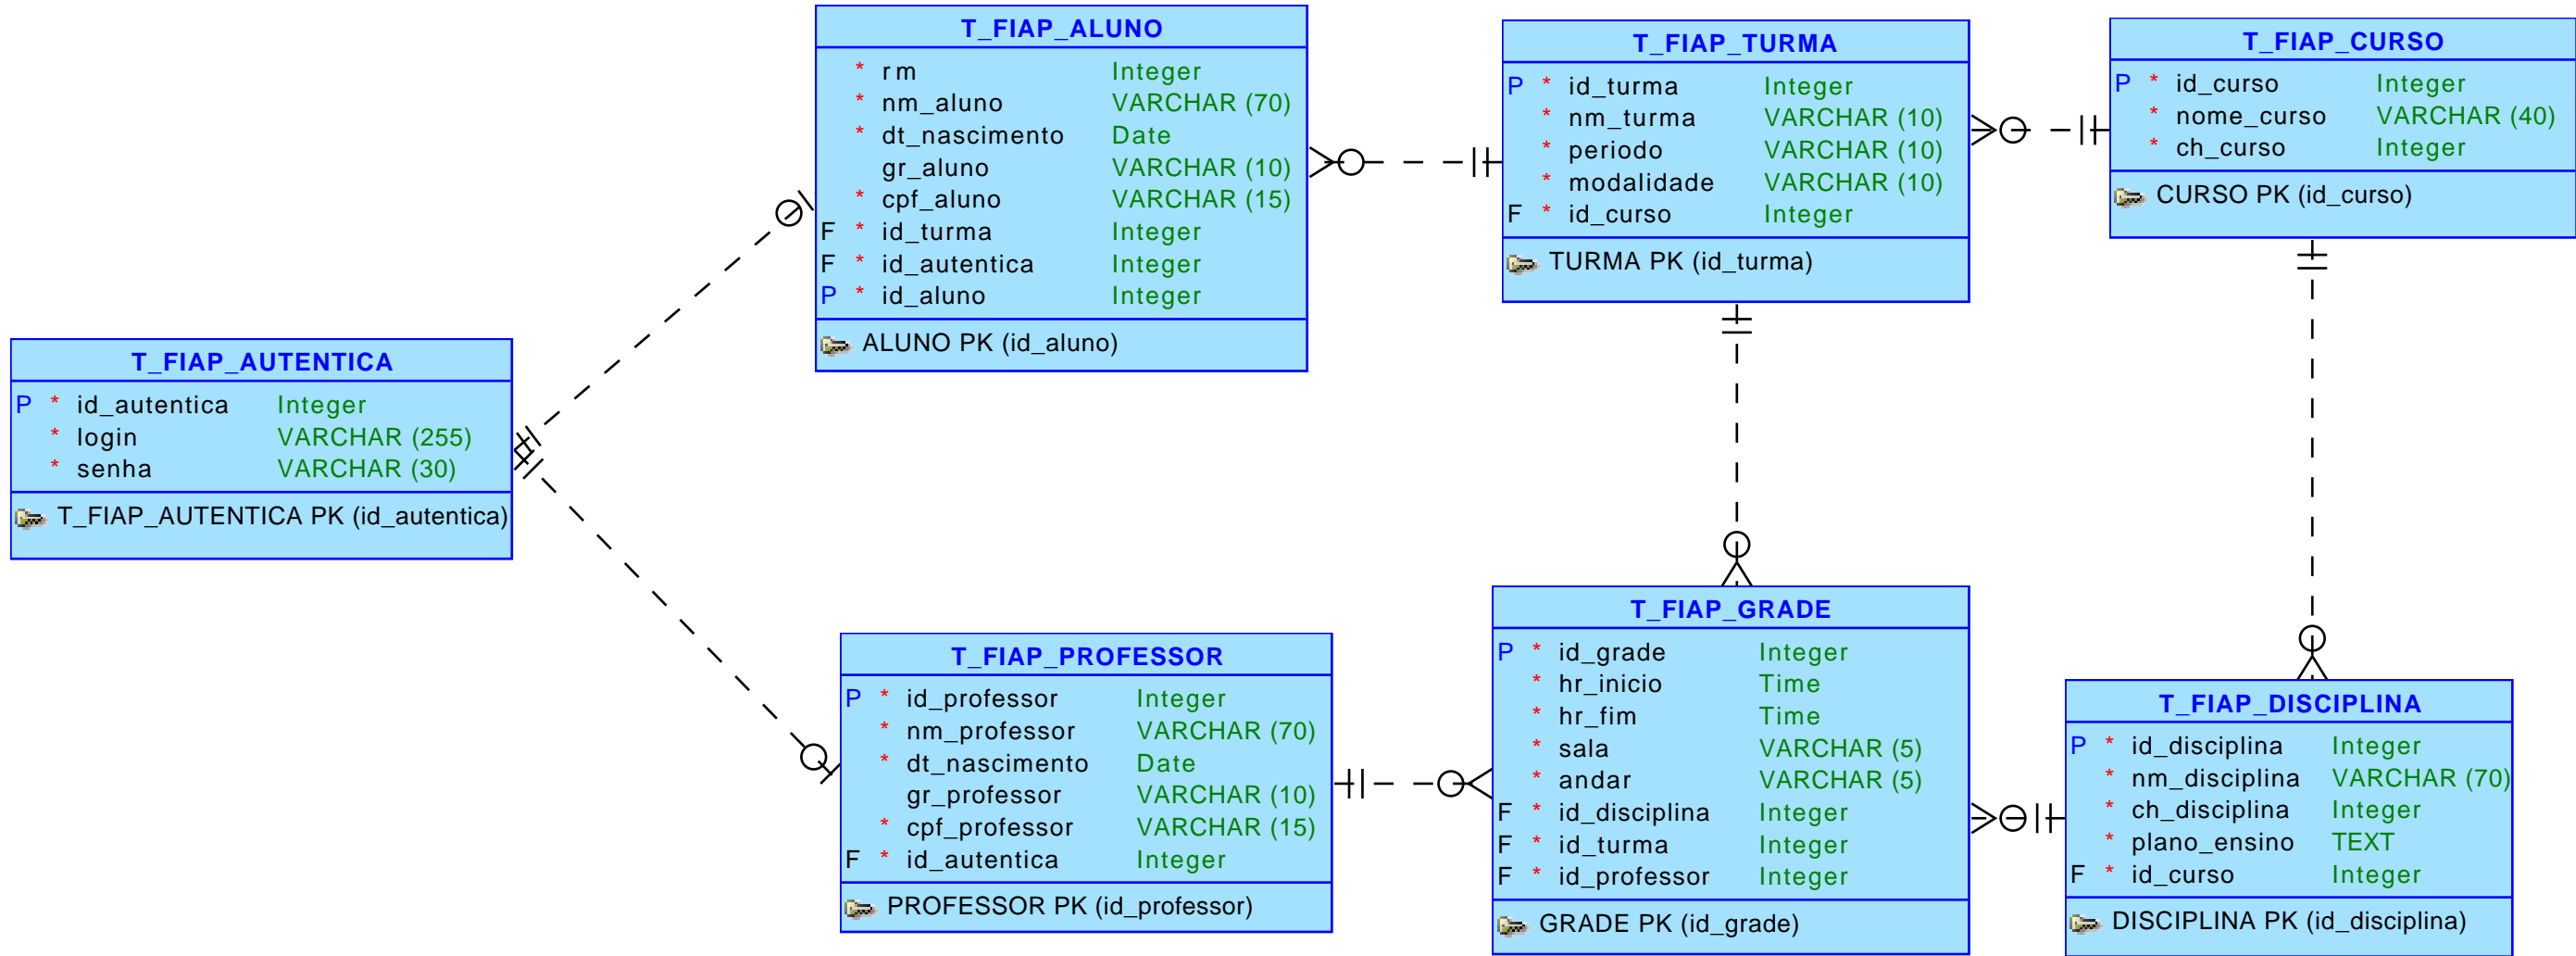 T_FIAP_ALUNO
* rm Integer
* nm_aluno VARCHAR (70)
* dt_nascimento Date
gr_aluno VARCHAR (10)
* cpf_aluno VARCHAR (15)
F * id_turma Integer
F * id_autentica Integer
P * id_aluno Integer
ALUNO PK (id_aluno)
T_FIAP_TURMA
P * id_turma Integer
* nm_turma VARCHAR (10)
* periodo VARCHAR (10)
* modalidade VARCHAR (10)
F * id_curso Integer
TURMA PK (id_turma)
T_FIAP_CURSO
P * id_curso Integer
* nome_curso VARCHAR (40)
* ch_curso Integer
CURSO PK (id_curso)
T_FIAP_AUTENTICA
P * id_autentica Integer
* login VARCHAR (255)
* senha VARCHAR (30)
T_FIAP_AUTENTICA PK (id_autentica)
T_FIAP_PROFESSOR
P * id_professor Integer
* nm_professor VARCHAR (70)
* dt_nascimento Date
gr_professor VARCHAR (10)
* cpf_professor VARCHAR (15)
F * id_autentica Integer
PROFESSOR PK (id_professor)
T_FIAP_GRADE
P * id_grade Integer
* hr_inicio Time
* hr_fim Time
* sala VARCHAR (5)
* andar VARCHAR (5)
F * id_disciplina Integer
F * id_turma Integer
F * id_professor Integer
GRADE PK (id_grade)
T_FIAP_DISCIPLINA
P * id_disciplina Integer
* nm_disciplina VARCHAR (70)
* ch_disciplina Integer
* plano_ensino TEXT
F * id_curso Integer
DISCIPLINA PK (id_disciplina)